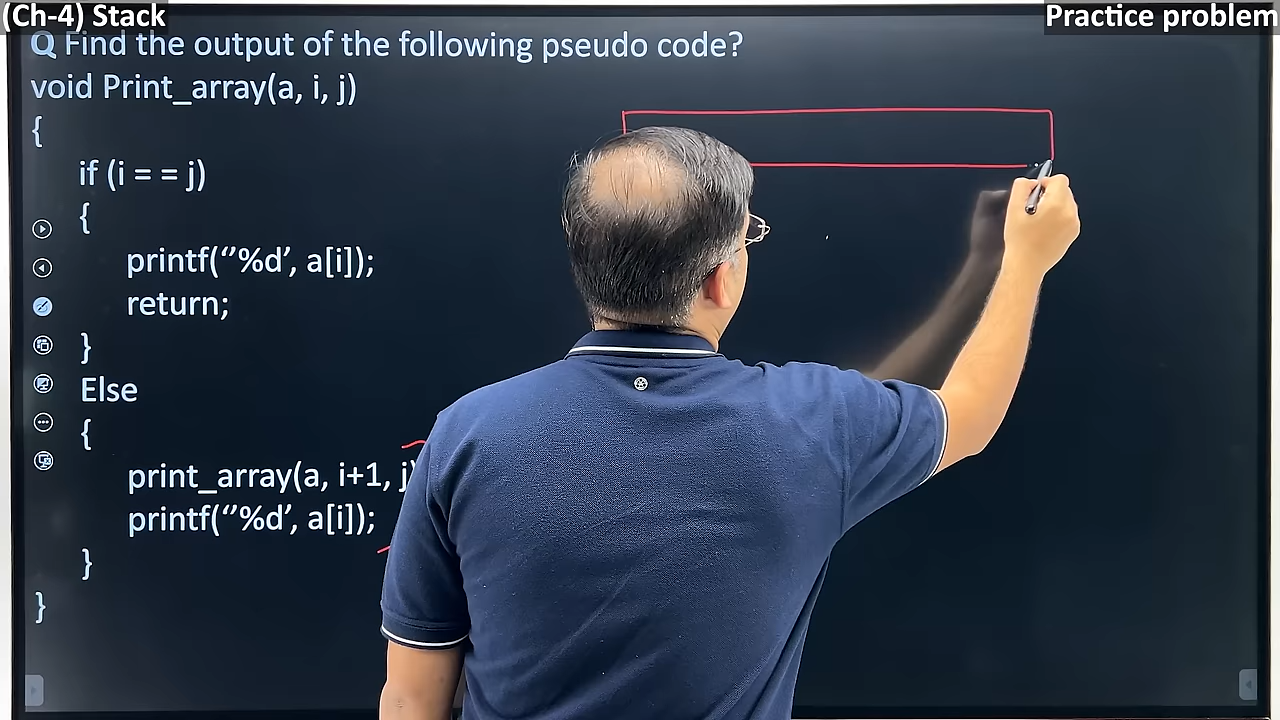 (Ch-4) Stack
Practice problem
Q Find the output of the following pseudo code?
void Print_array(a, i, j)
{
if (i = = j)
{
printf(‘’%d’, a[i]);
return;
}
Else
{
print_array(a, i+1, j)
printf(‘’%d’, a[i]);
}
}